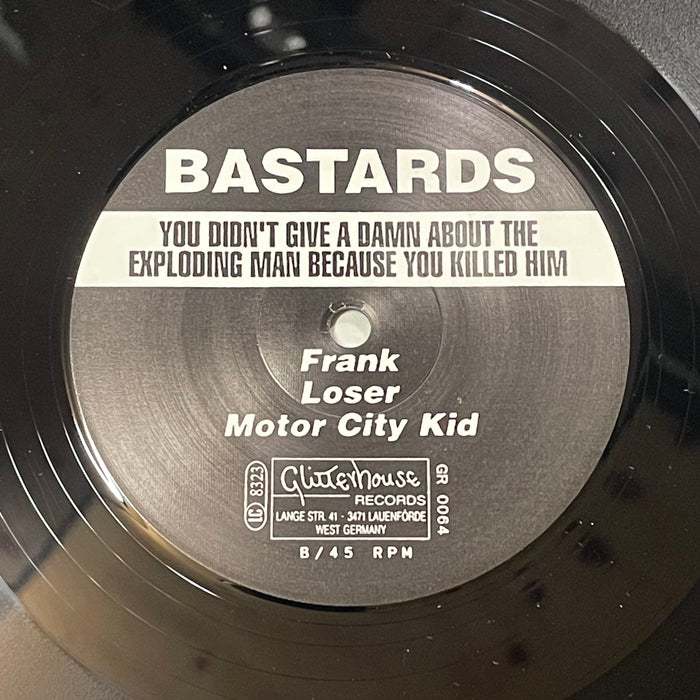 BASTARDS
YOU DIDN'T GIVE A DAMN ABOUT THE
EXPLODING MAN BECAUSE YOU KILLED HIM
Frank
Loser
Motor City Kid
LC 8323
Glitterhouse
RECORDS
LANGE STR. 41 - 3471 LAUENFÖRDE
WEST GERMANY
GR 0064
B/45 RPM